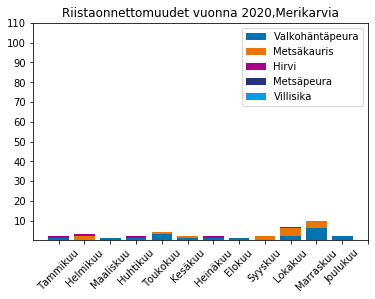 Riistaonnettomuudet vuonna 2020,Merikarvia
110
100
90
80
70
60
50
40
30
20
10
Valkohäntäpeura
Metsäkauris
Hirvi
Metsäpeura
Villisika
Tammikuu
Helmikuu
Maaliskuu
Huhtikuu
Toukokuu
Kesäkuu
Heinäkuu
Elokuu
Syyskuu
Lokakuu
Marraskuu
Joulukuu